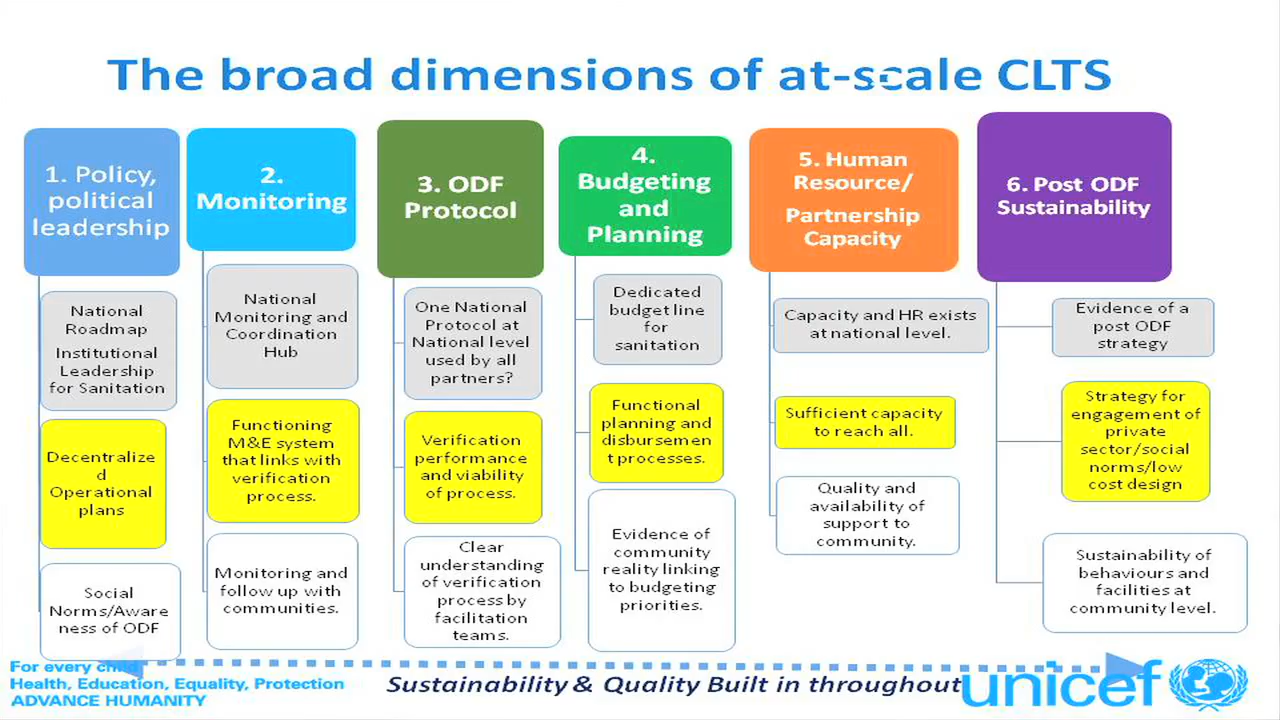 The broad dimensions of at-scale CLTS
1. Policy,
political
leadership
National
Roadmap
Institutional
Leadership
for Sanitation
Decentralize
d
Operational
plans
Social
Norms/Aware
ness of ODF
2.
Monitoring
National
Monitoring and
Coordination
Hub
Functioning
M&E system
that links with
verification
process.
Monitoring and
follow up with
communities.
3. ODF
Protocol
One National
Protocol at
National level
used by all
partners?
Verification
performance
and viability
of process.
Clear
understanding
of verification
process by
facilitation
teams.
4.
Budgeting
and
Planning
Dedicated
budget line
for
sanitation
Functional
planning and
disbursemen
t processes.
Evidence of
community
reality linking
to budgeting
priorities.
5. Human
Resource/
Partnership
Capacity
Capacity and HR exists
at national level.
Sufficient capacity
to reach all.
Quality and
availability of
support to
community.
6. Post ODF
Sustainability
Evidence of a
post ODF
strategy
Strategy for
engagement of
private
sector/social
norms/low
cost design
Sustainability of
behaviours and
facilities at
community level.
For every child
Health, Education, Equality, Protection
ADVANCE HUMANITY
Sustainability & Quality Built in throughout
unicef